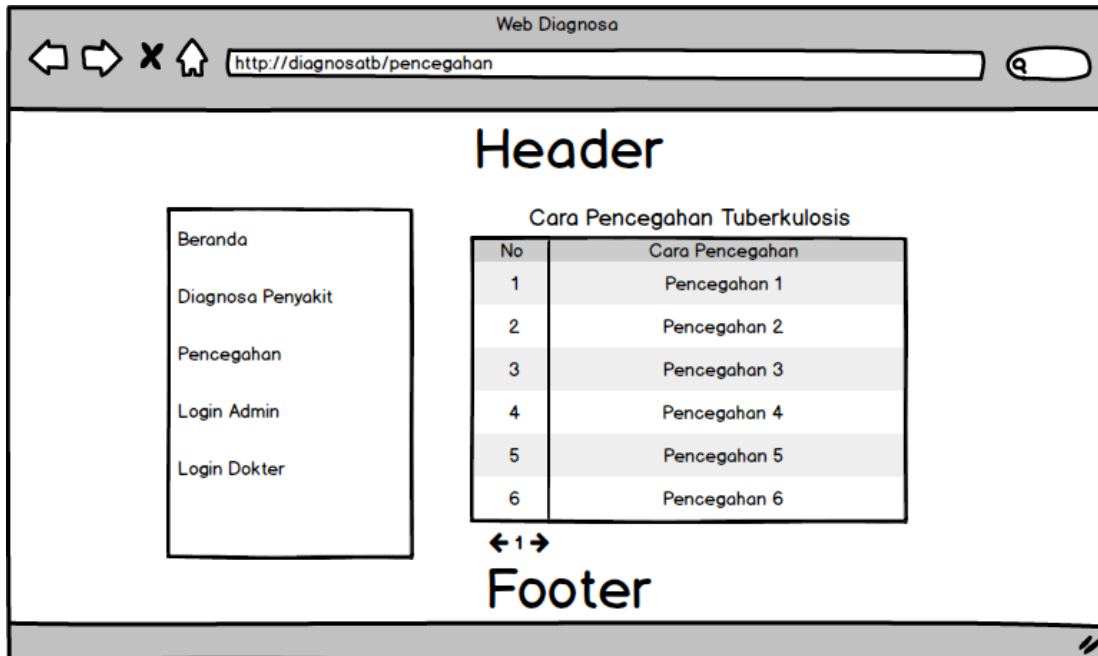 Web Diagnosa
http://diagnosatb/pencegahan
Header
Beranda
Diagnosa Penyakit
Pencegahan
Login Admin
Login Dokter
Cara Pencegahan Tuberkulosis
No Cara Pencegahan
1 Pencegahan 1
2 Pencegahan 2
3 Pencegahan 3
4 Pencegahan 4
5 Pencegahan 5
6 Pencegahan 6
1
Footer